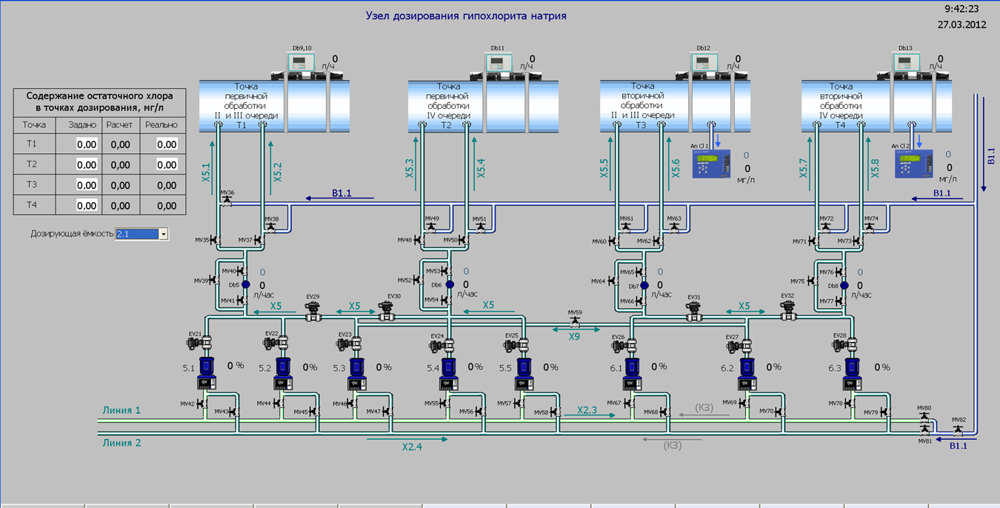 Узел дозирования гипохлорита натрия
9:42:23
27.03.2012
Содержание остаточного хлора
в точках дозирования, мг/л
Точка Задано Расчет Реально
T1 0,00 0,00 0,00
T2 0,00 0,00 0,00
T3 0,00 0,00 0,00
T4 0,00 0,00 0,00
Дозирующая ёмкость 2.1
Db9,10
0
л/ч
Точка
первичной
обработки
II и III очереди
T1
Db11
0
л/ч
Точка
первичной
обработки
IV очереди
T2
Db12
0
л/ч
Точка
вторичной
обработки
II и III очереди
T3
Db13
0
л/ч
Точка
вторичной
обработки
IV очереди
T4
An Cl 1
0
0
мг/л
An Cl 2
0
0
мг/л
X5.1 X5.2 X5.3 X5.4 X5.5 X5.6 X5.7 X5.8
B1.1
MV36 B1.1 B1.1
MV38 MV49 MV51 MV61 MV63 MV72 MV74
MV35 MV37 MV48 MV50 MV60 MV62 MV71 MV73
MV40 0 MV53 0 MV65 0 MV76 0
MV39 MV52 MV64 MV75
Db5 0 Db6 0 Db7 0 Db8 0
л/час л/час л/час л/час
MV41 MV54 MV66 MV77
EV29 EV30 EV31 EV32
X5 X5 X5 X5
MV59
X9
EV21 EV22 EV23 EV24 EV25 EV26 EV27 EV28
5.1 0 % 5.2 0% 5.3 0% 5.4 0 % 5.5 0% 6.1 0 % 6.2 0% 6.3 0%
MV42 MV44 MV46 MV55 MV57 MV67 MV69 MV78
MV43 MV45 MV47 MV56 MV58 MV68 MV70 MV79
Линия 1 X2.3 (К3) MV80
MV82
Линия 2 X2.4 (К3) MV81 B1.1